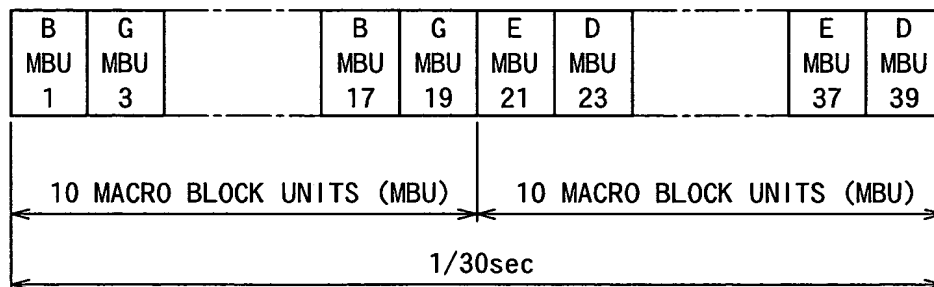 B G B G E D E D
MBU MBU MBU MBU MBU MBU MBU MBU
1 3 17 19 21 23 37 39
10 MACRO BLOCK UNITS (MBU) 10 MACRO BLOCK UNITS (MBU)
1/30sec